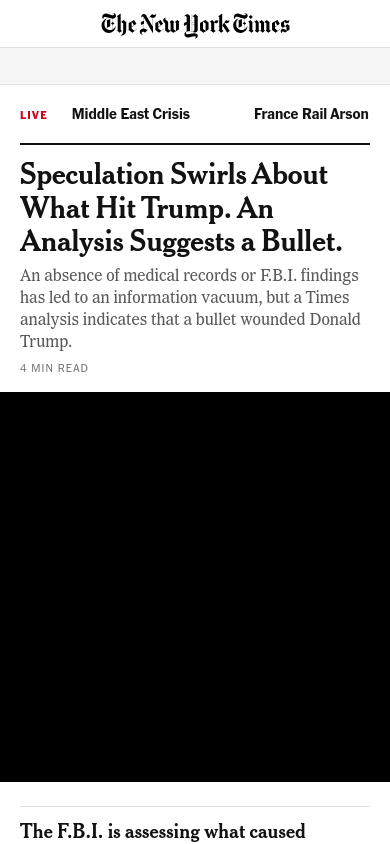 The New York Times
LIVE Middle East Crisis France Rail Arson
Speculation Swirls About
What Hit Trump. An
Analysis Suggests a Bullet.
An absence of medical records or F.B.I. findings
has led to an information vacuum, but a Times
analysis indicates that a bullet wounded Donald
Trump.
4 MIN READ
The F.B.I. is assessing what caused